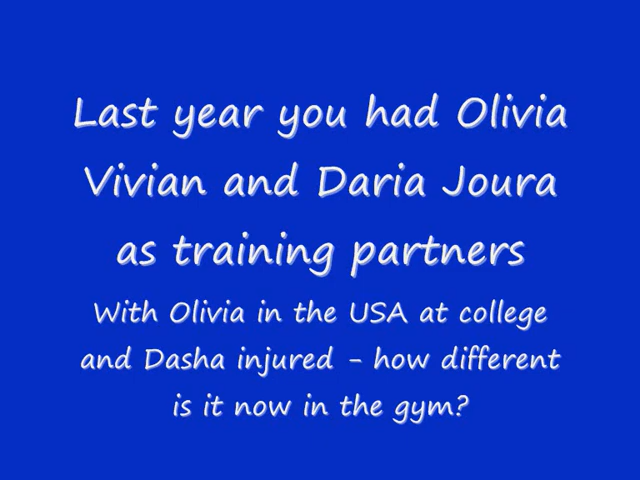 Last year you had Olivia
Vivian and Daria Joura
as training partners
With Olivia in the USA at college
and Dasha injured - how different
is it now in the gym?